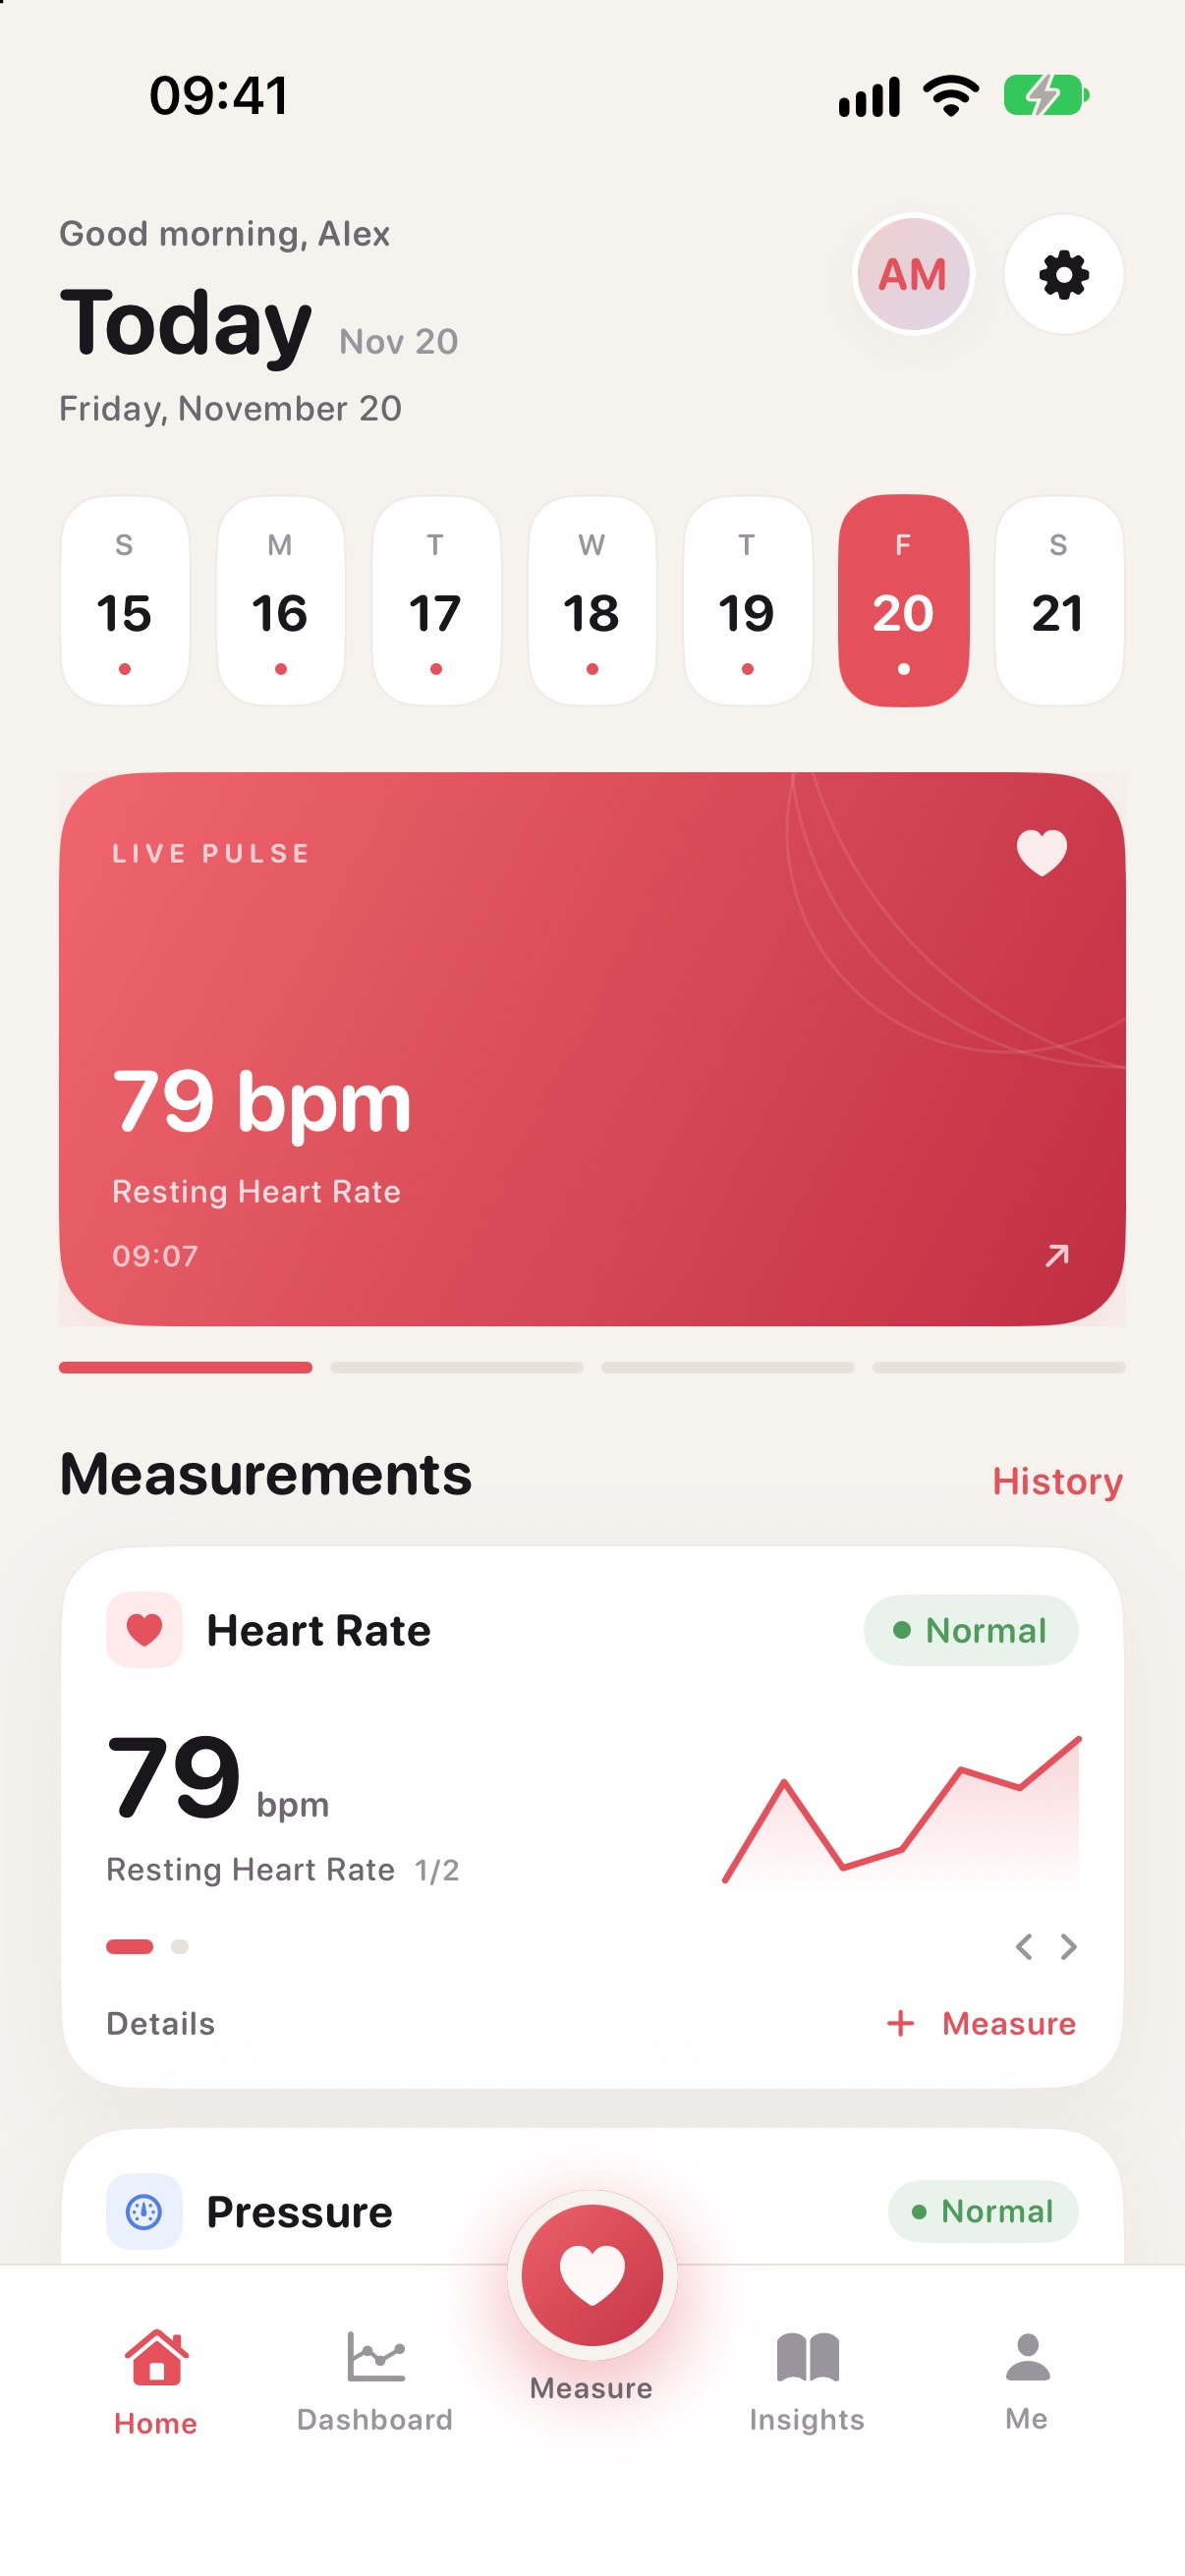 09:41
Good morning, Alex
Today Nov 20
Friday, November 20
AM
S M T W T F S
15 16 17 18 19 20 21
LIVE PULSE
79 bpm
Resting Heart Rate
09:07
Measurements History
Heart Rate Normal
79 bpm
Resting Heart Rate 1/2
Details + Measure
Pressure Normal
Home Dashboard Measure Insights Me